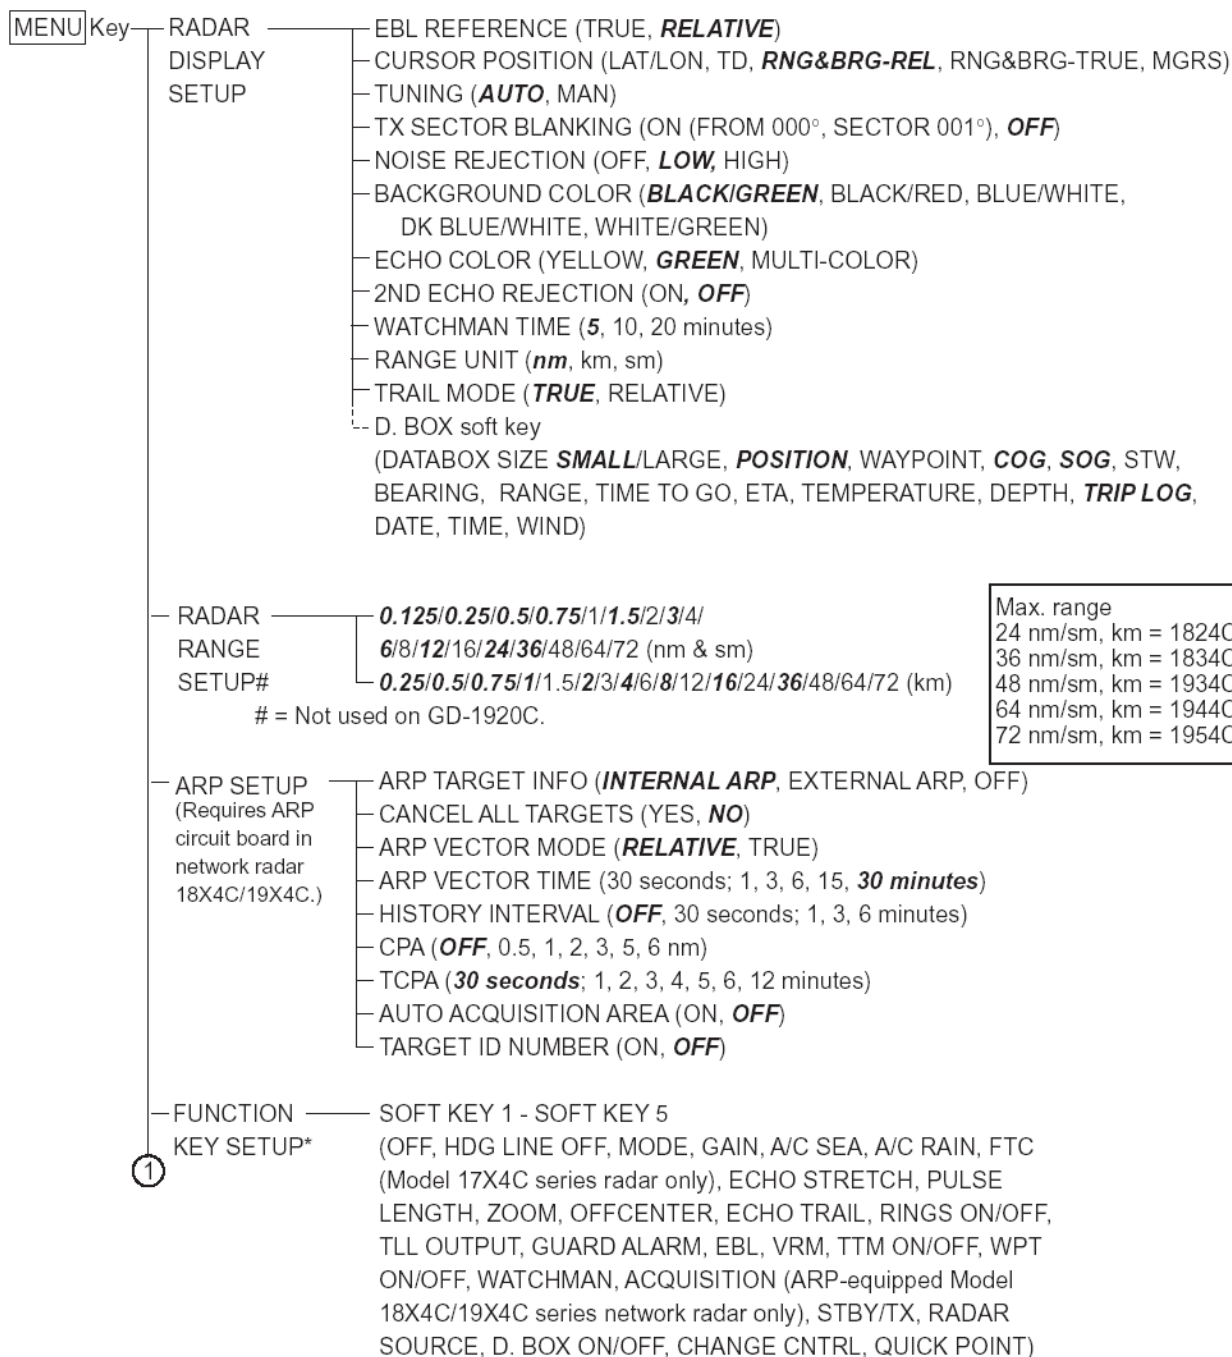 MENU Key
RADAR
DISPLAY
SETUP
EBL REFERENCE (TRUE, RELATIVE)
CURSOR POSITION (LAT/LON, TD, RNG&BRG-REL, RNG&BRG-TRUE, MGRS)
TUNING (AUTO, MAN)
TX SECTOR BLANKING (ON (FROM 000°, SECTOR 001°), OFF)
NOISE REJECTION (OFF, LOW, HIGH)
BACKGROUND COLOR (BLACK/GREEN, BLACK/RED, BLUE/WHITE,
DK BLUE/WHITE, WHITE/GREEN)
ECHO COLOR (YELLOW, GREEN, MULTI-COLOR)
2ND ECHO REJECTION (ON, OFF)
WATCHMAN TIME (5, 10, 20 minutes)
RANGE UNIT (nm, km, sm)
TRAIL MODE (TRUE, RELATIVE)
D. BOX soft key
(DATABOX SIZE SMALL/LARGE, POSITION, WAYPOINT, COG, SOG, STW,
BEARING, RANGE, TIME TO GO, ETA, TEMPERATURE, DEPTH, TRIP LOG,
DATE, TIME, WIND)
RADAR
RANGE
SETUP#
0.125/0.25/0.5/0.75/1/1.5/2/3/4/
6/8/12/16/24/36/48/64/72 (nm & sm)
0.25/0.5/0.75/1/1.5/2/3/4/6/8/12/16/24/36/48/64/72 (km)
# = Not used on GD-1920C.
Max. range
24 nm/sm, km = 1824C
36 nm/sm, km = 1834C
48 nm/sm, km = 1934C
64 nm/sm, km = 1944C
72 nm/sm, km = 1954C
ARP SETUP
(Requires ARP
circuit board in
network radar
18X4C/19X4C.)
ARP TARGET INFO (INTERNAL ARP, EXTERNAL ARP, OFF)
CANCEL ALL TARGETS (YES, NO)
ARP VECTOR MODE (RELATIVE, TRUE)
ARP VECTOR TIME (30 seconds; 1, 3, 6, 15, 30 minutes)
HISTORY INTERVAL (OFF, 30 seconds; 1, 3, 6 minutes)
CPA (OFF, 0.5, 1, 2, 3, 5, 6 nm)
TCPA (30 seconds; 1, 2, 3, 4, 5, 6, 12 minutes)
AUTO ACQUISITION AREA (ON, OFF)
TARGET ID NUMBER (ON, OFF)
FUNCTION
KEY SETUP*
1
SOFT KEY 1 - SOFT KEY 5
(OFF, HDG LINE OFF, MODE, GAIN, A/C SEA, A/C RAIN, FTC
(Model 17X4C series radar only), ECHO STRETCH, PULSE
LENGTH, ZOOM, OFFCENTER, ECHO TRAIL, RINGS ON/OFF,
TLL OUTPUT, GUARD ALARM, EBL, VRM, TTM ON/OFF, WPT
ON/OFF, WATCHMAN, ACQUISITION (ARP-equipped Model
18X4C/19X4C series network radar only), STBY/TX, RADAR
SOURCE, D. BOX ON/OFF, CHANGE CNTRL, QUICK POINT)